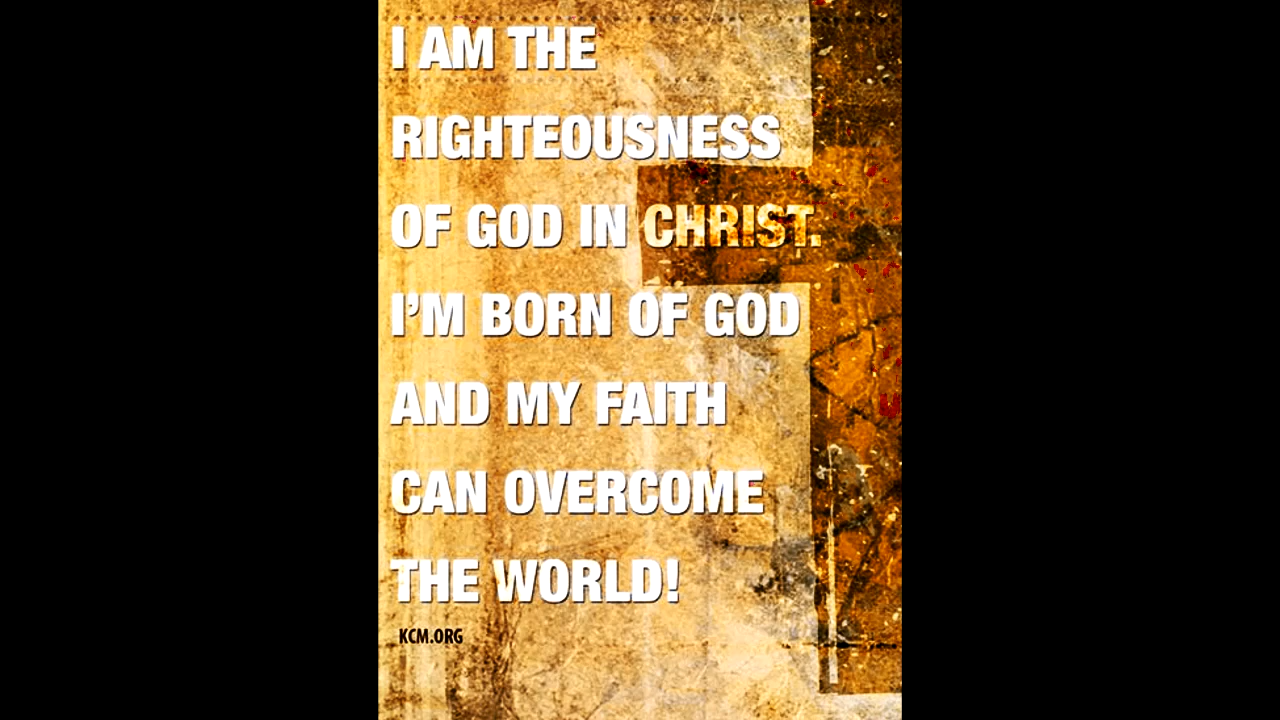 I AM THE
RIGHTEOUSNESS
OF GOD IN CHRIST.
I'M BORN OF GOD
AND MY FAITH
CAN OVERCOME
THE WORLD!
KCM.ORG